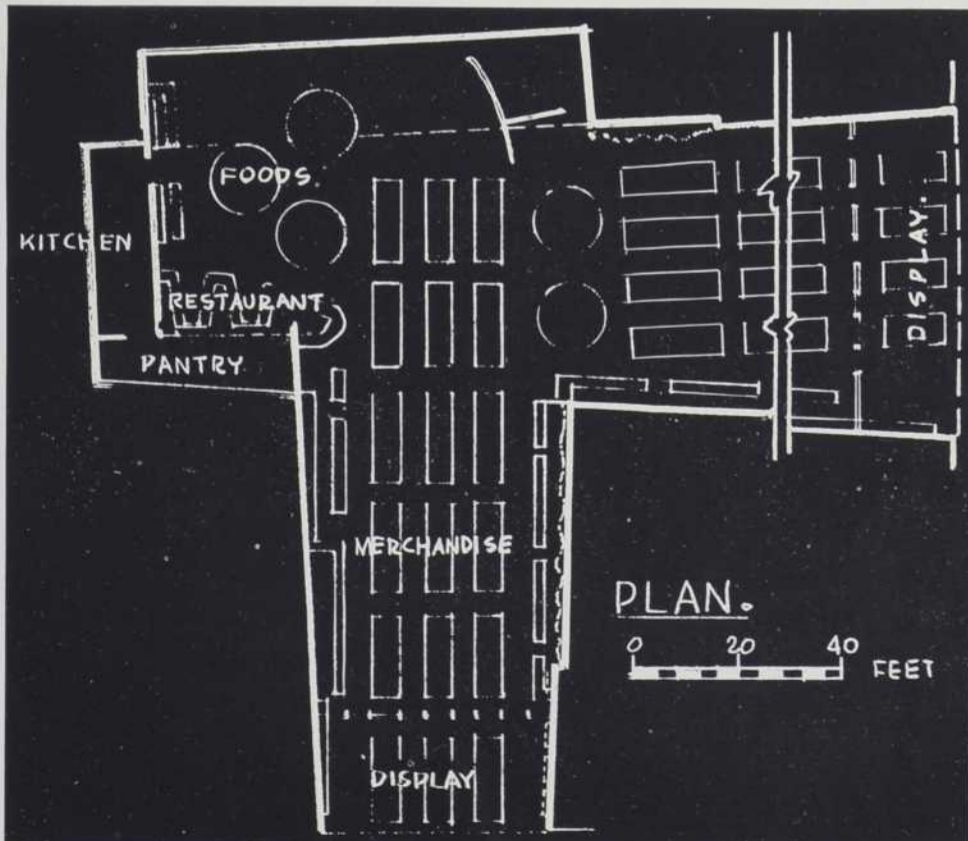 FOODS
KITCHEN
RESTAURANT
PANTRY
DISPLAY.
MERCHANDISE
PLAN.
0 20 40
FEET
DISPLAY